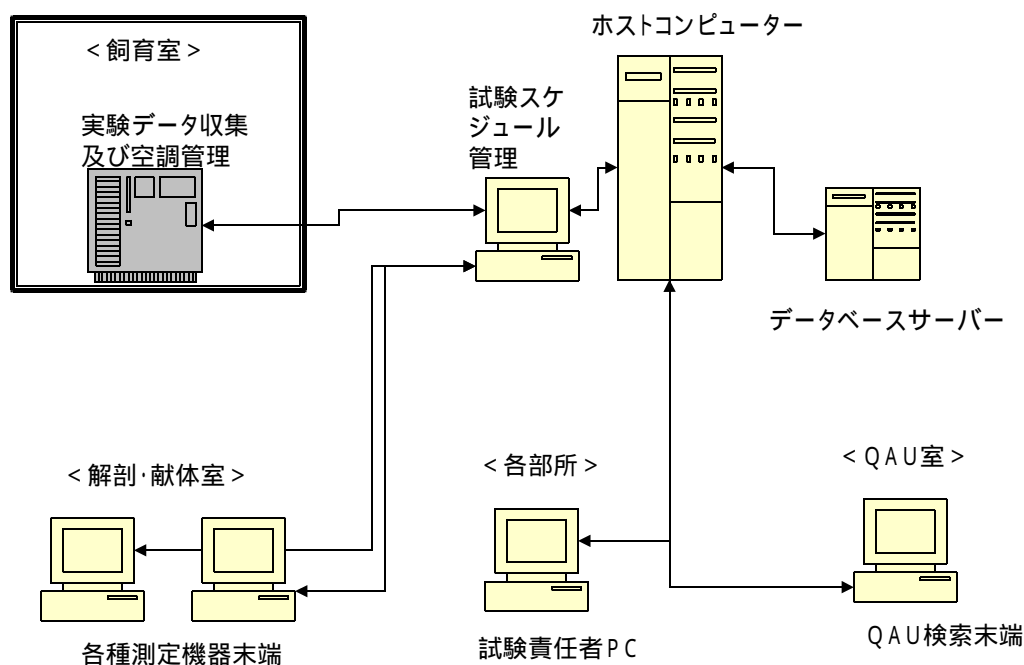 ホストコンピューター
<飼育室>
実験データ収集
及び空調管理
試験スケ
ジュール
管理
データベースサーバー
<解剖･献体室>
<各部所>
<QAU室>
各種測定機器末端
試験責任者PC
QAU検索末端